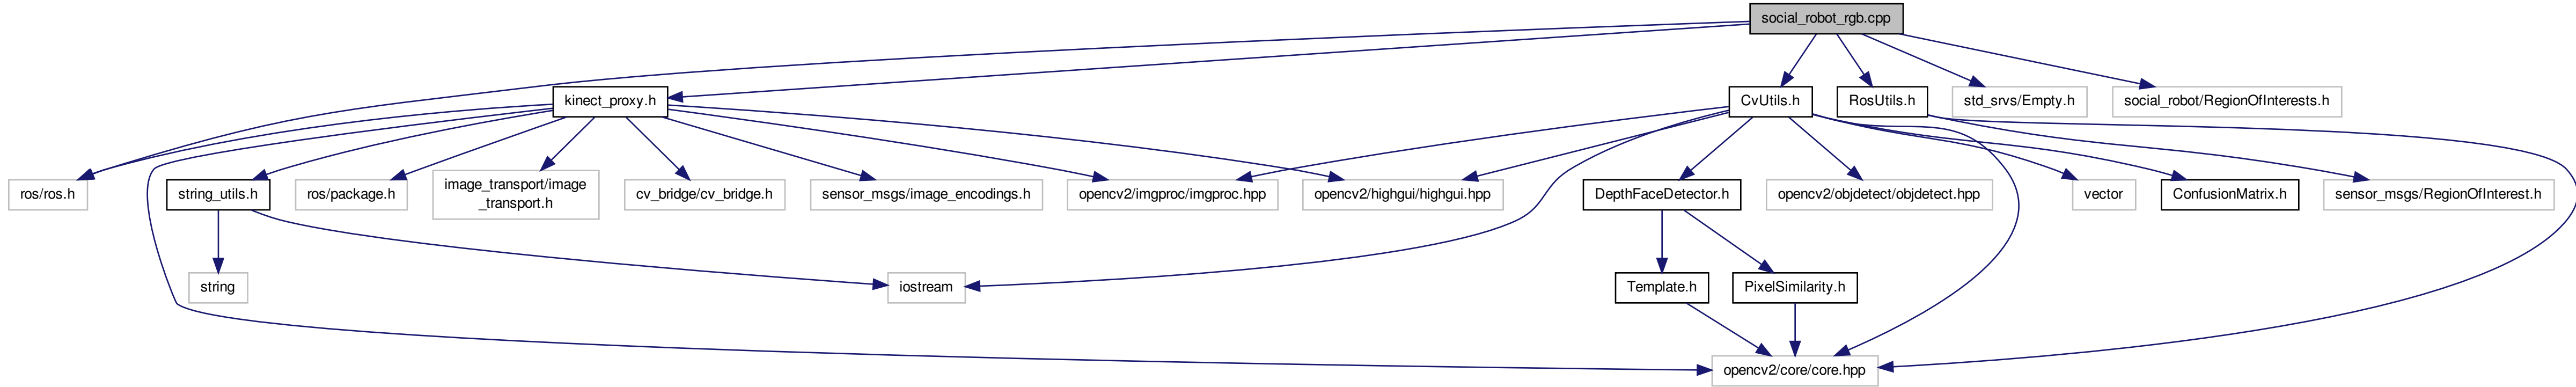 social_robot_rgb.cpp
kinect_proxy.h
CvUtils.h
RosUtils.h
std_srvs/Empty.h
social_robot/RegionOfInterests.h
ros/ros.h
string_utils.h
ros/package.h
image_transport/image
_transport.h
cv_bridge/cv_bridge.h
sensor_msgs/image_encodings.h
opencv2/imgproc/imgproc.hpp
opencv2/highgui/highgui.hpp
DepthFaceDetector.h
opencv2/objdetect/objdetect.hpp
vector
ConfusionMatrix.h
sensor_msgs/RegionOfInterest.h
string
iostream
Template.h
PixelSimilarity.h
opencv2/core/core.hpp